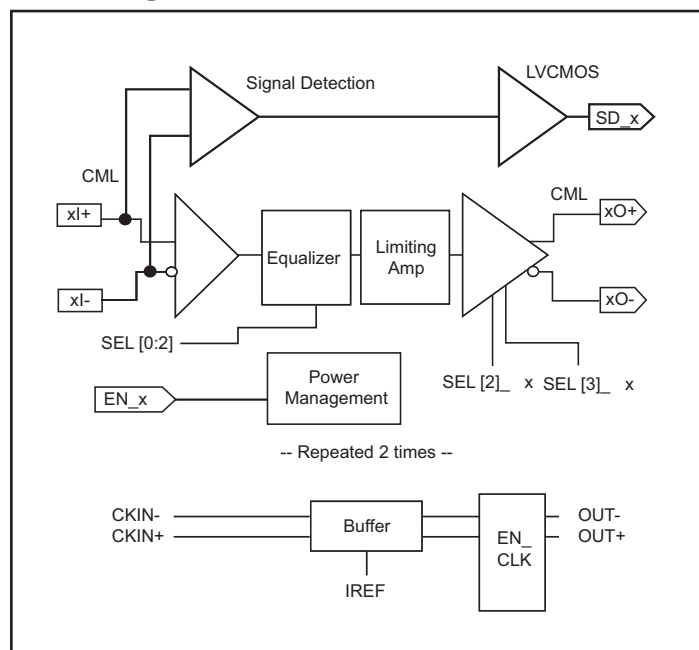 Signal Detection
LVCMOS
SD_x
CML
xI+
CML
xO+
Equalizer
Limiting
Amp
xI-
xO-
SEL [0:2]
SEL [2]_ x
SEL [3]_ x
Power
Management
EN_x
-- Repeated 2 times --
CKIN-
CKIN+
Buffer
EN_
CLK
OUT-
OUT+
IREF